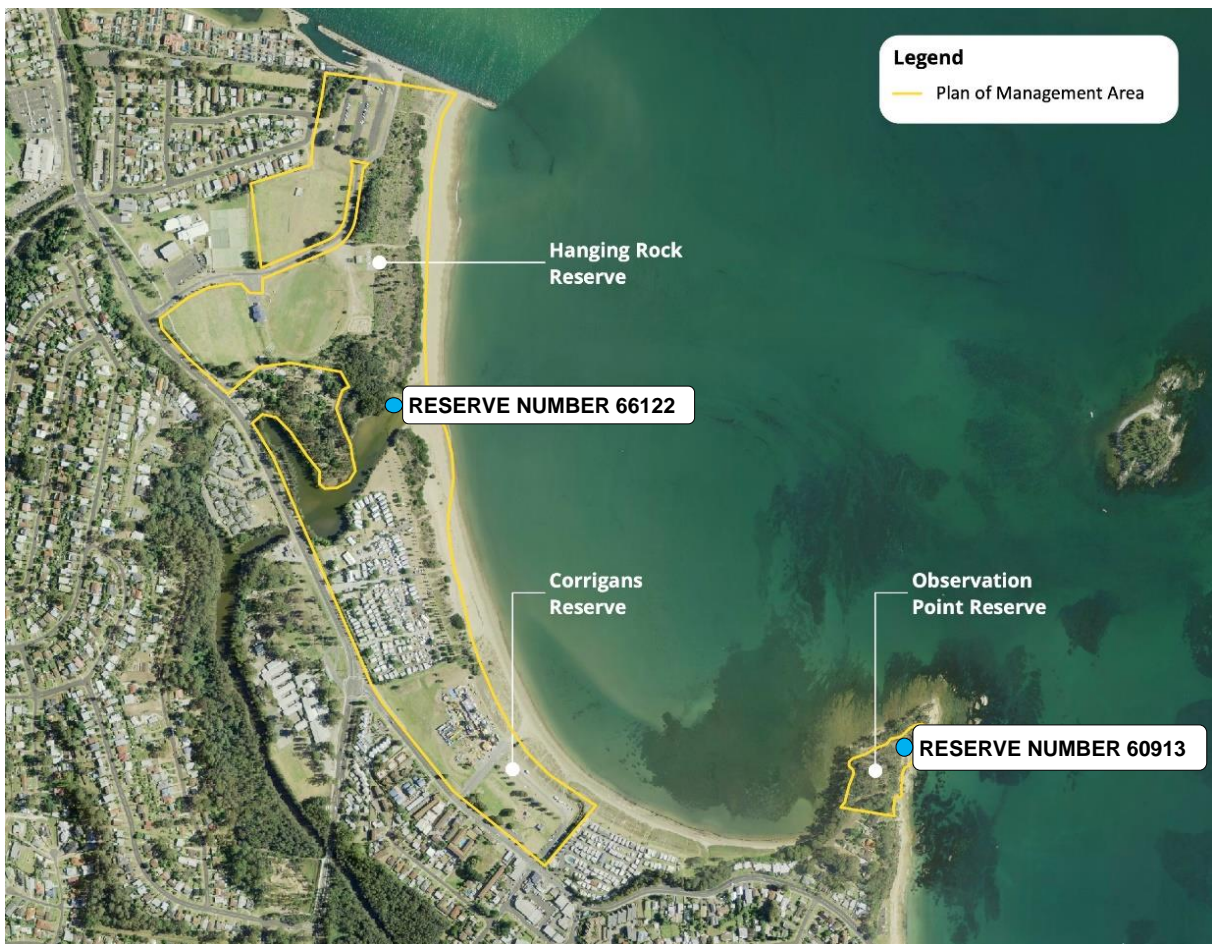 Legend
Plan of Management Area
Hanging Rock
Reserve
RESERVE NUMBER 66122
Corrigans
Reserve
Observation
Point Reserve
RESERVE NUMBER 60913